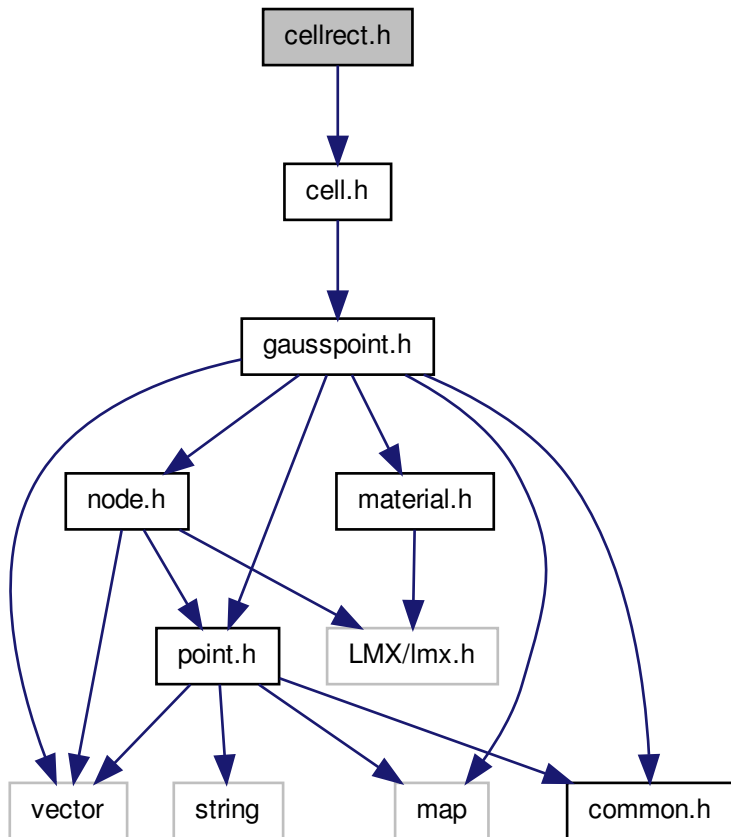 cellrect.h
cell.h
gausspoint.h
node.h
material.h
point.h
LMX/lmx.h
vector
string
map
common.h